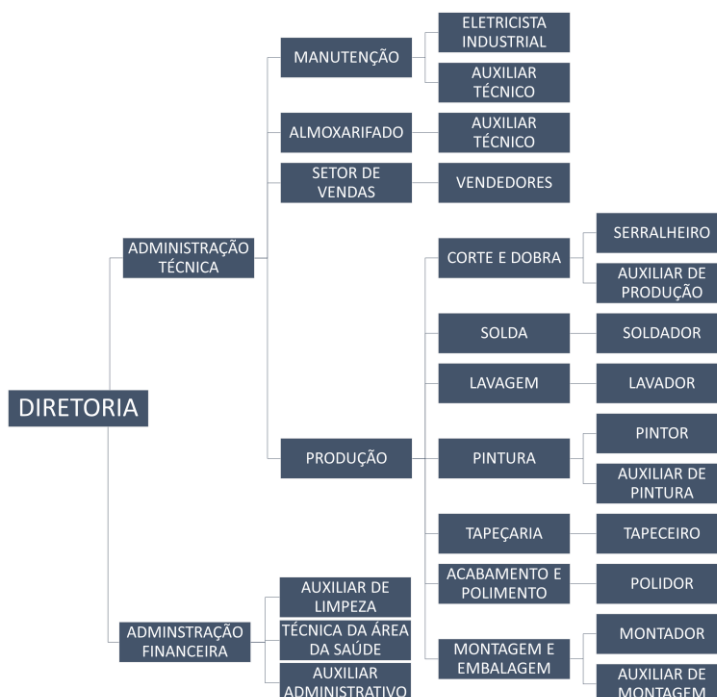 ELETRICISTA
INDUSTRIAL
MANUTENÇÃO
AUXILIAR
TÉCNICO
ALMOXARIFADO
AUXILIAR
TÉCNICO
SETOR DE
VENDAS
VENDEDORES
ADMINISTRAÇÃO
TÉCNICA
SERRALHEIRO
CORTE E DOBRA
AUXILIAR DE
PRODUÇÃO
SOLDA
SOLDADOR
LAVAGEM
LAVADOR
DIRETORIA
PRODUÇÃO
PINTOR
PINTURA
AUXILIAR DE
PINTURA
TAPEÇARIA
TAPECEIRO
ACABAMENTO E
POLIMENTO
POLIDOR
MONTADOR
MONTAGEM E
EMBALAGEM
AUXILIAR DE
MONTAGEM
ADMINSTRAÇÃO
FINANCEIRA
AUXILIAR DE
LIMPEZA
TÉCNICA DA ÁREA
DA SAÚDE
AUXILIAR
ADMINISTRATIVO